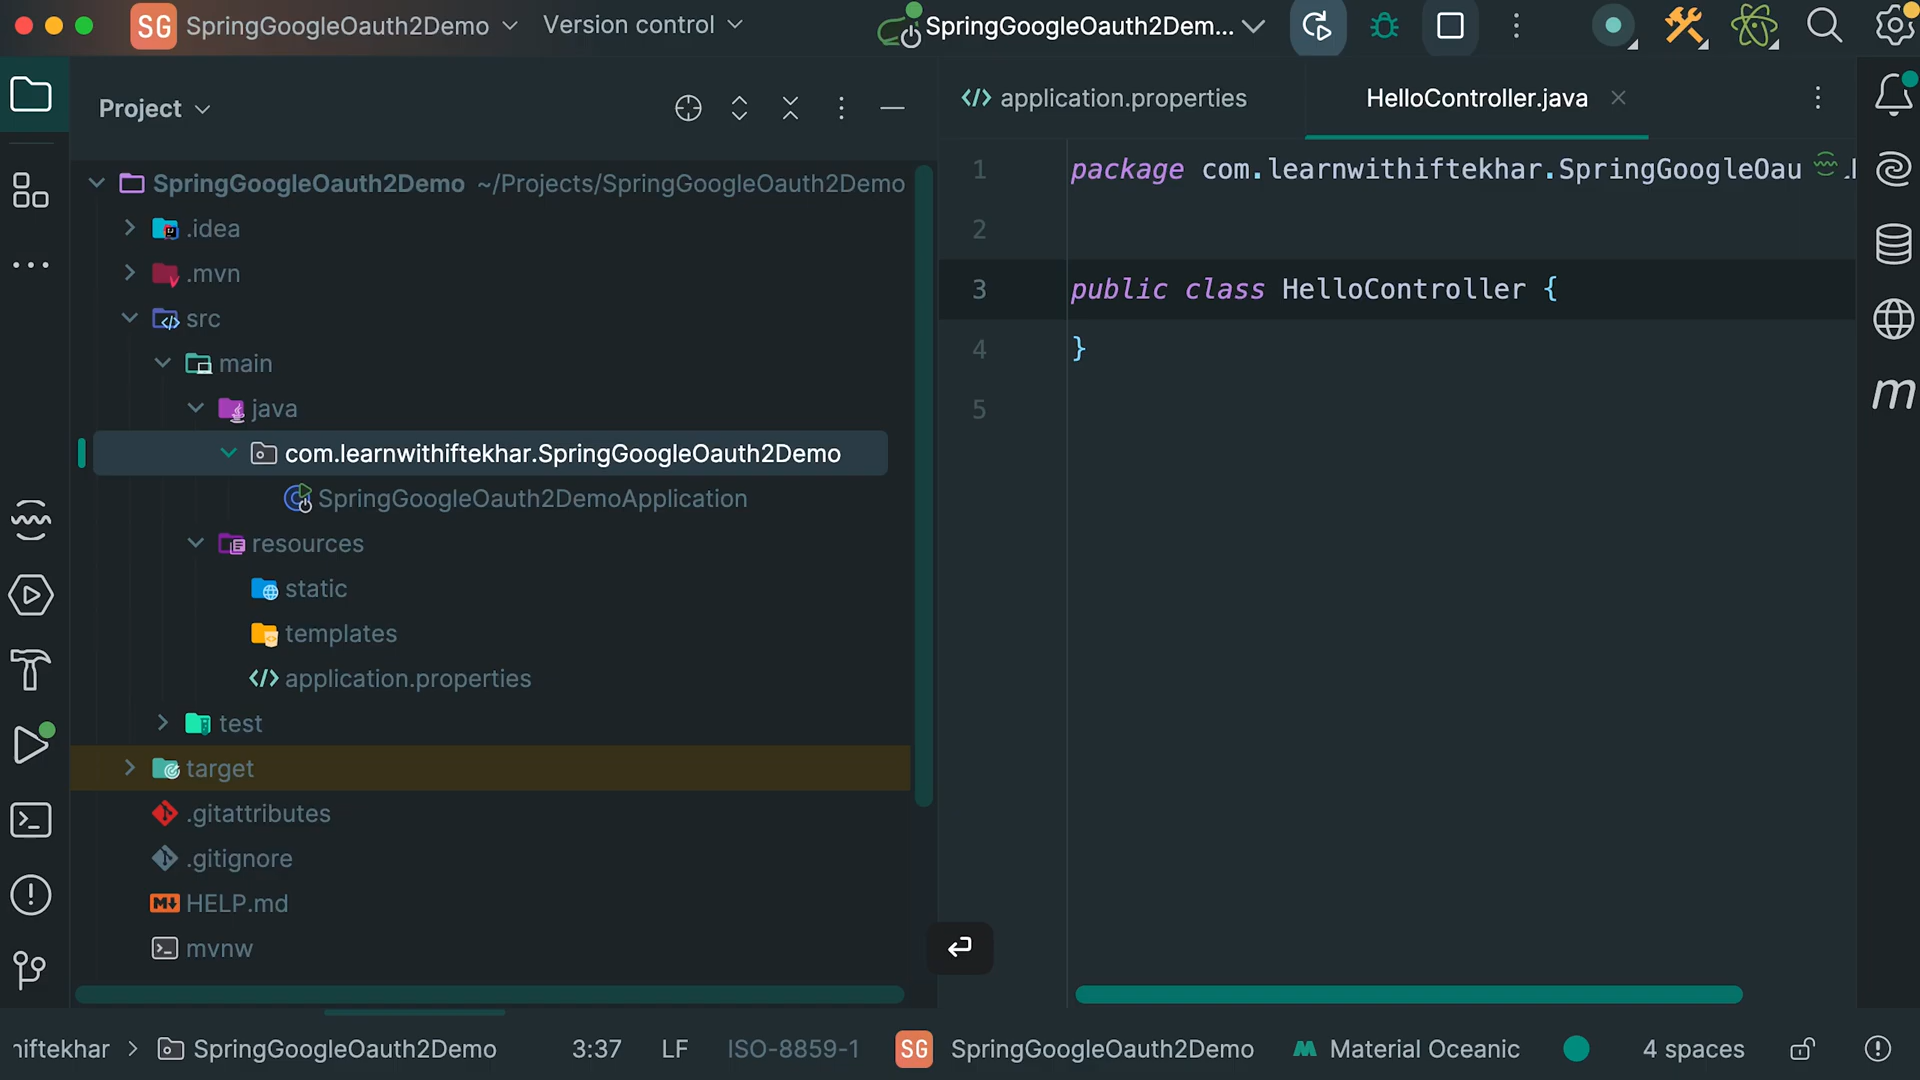 SG SpringGoogleOauth2Demo Version control SpringGoogleOauth2Dem...
Project
SpringGoogleOauth2Demo ~/Projects/SpringGoogleOauth2Demo
.idea
.mvn
src
main
java
com.learnwithiftekhar.SpringGoogleOauth2Demo
SpringGoogleOauth2DemoApplication
resources
static
templates
application.properties
test
target
.gitattributes
.gitignore
HELP.md
mvnw
application.properties HelloController.java
1 package com.learnwithiftekhar.SpringGoogleOau
2
3 public class HelloController {
4 }
5
hiftekhar > SpringGoogleOauth2Demo 3:37 LF ISO-8859-1 SG SpringGoogleOauth2Demo Material Oceanic 4 spaces